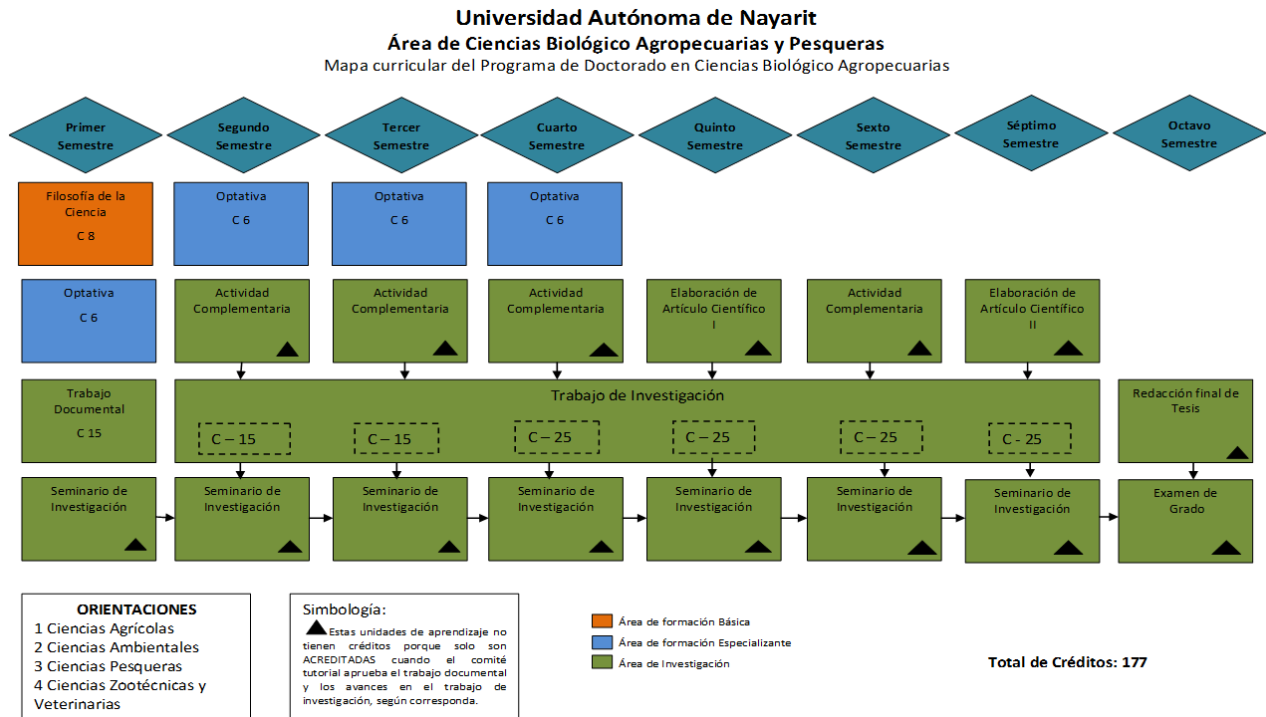 Universidad Autónoma de Nayarit
Área de Ciencias Biológico Agropecuarias y Pesqueras
Mapa curricular del Programa de Doctorado en Ciencias Biológico Agropecuarias
Primer
Semestre
Segundo
Semestre
Tercer
Semestre
Cuarto
Semestre
Quinto
Semestre
Sexto
Semestre
Séptimo
Semestre
Octavo
Semestre
Filosofía de la
Ciencia
C 8
Optativa
C 6
Optativa
C 6
Optativa
C 6
Optativa
C 6
Actividad
Complementaria
Actividad
Complementaria
Actividad
Complementaria
Elaboración de
Artículo Científico
I
Actividad
Complementaria
Elaboración de
Artículo Científico
II
Trabajo
Documental
C 15
Trabajo de Investigación
C – 15
C – 15
C – 25
C – 25
C – 25
C - 25
Redacción final de
Tesis
Seminario de
Investigación
Seminario de
Investigación
Seminario de
Investigación
Seminario de
Investigación
Seminario de
Investigación
Seminario de
Investigación
Seminario de
Investigación
Examen de
Grado
ORIENTACIONES
1 Ciencias Agrícolas
2 Ciencias Ambientales
3 Ciencias Pesqueras
4 Ciencias Zootécnicas y
Veterinarias
Simbología:
Estas unidades de aprendizaje no
tienen créditos porque solo son
ACREDITADAS cuando el comité
tutorial aprueba el trabajo documental
y los avances en el trabajo de
investigación, según corresponda.
Área de formación Básica
Área de formación Especializante
Área de Investigación
Total de Créditos: 177